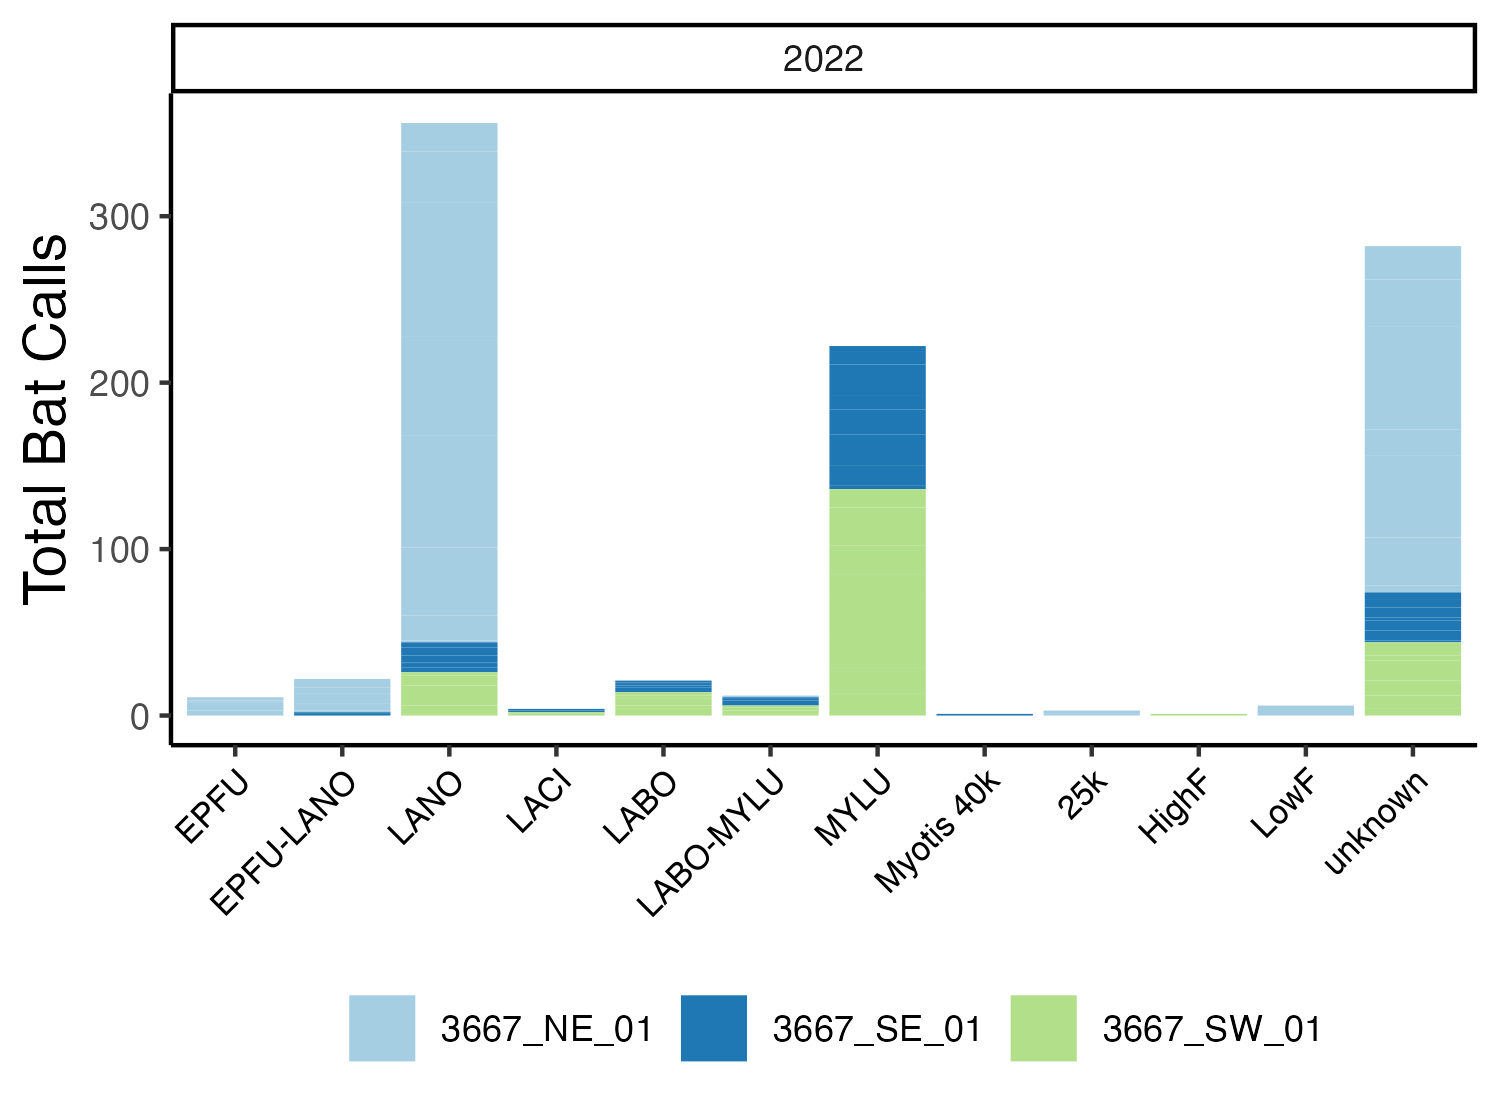 2022
Total Bat Calls
300
200
100
0
EPFU
EPFU-LANO
LANO
LACI
LABO
LABO-MYLU
MYLU
Myotis 40k
25k
HighF
LowF
unknown
3667_NE_01
3667_SE_01
3667_SW_01